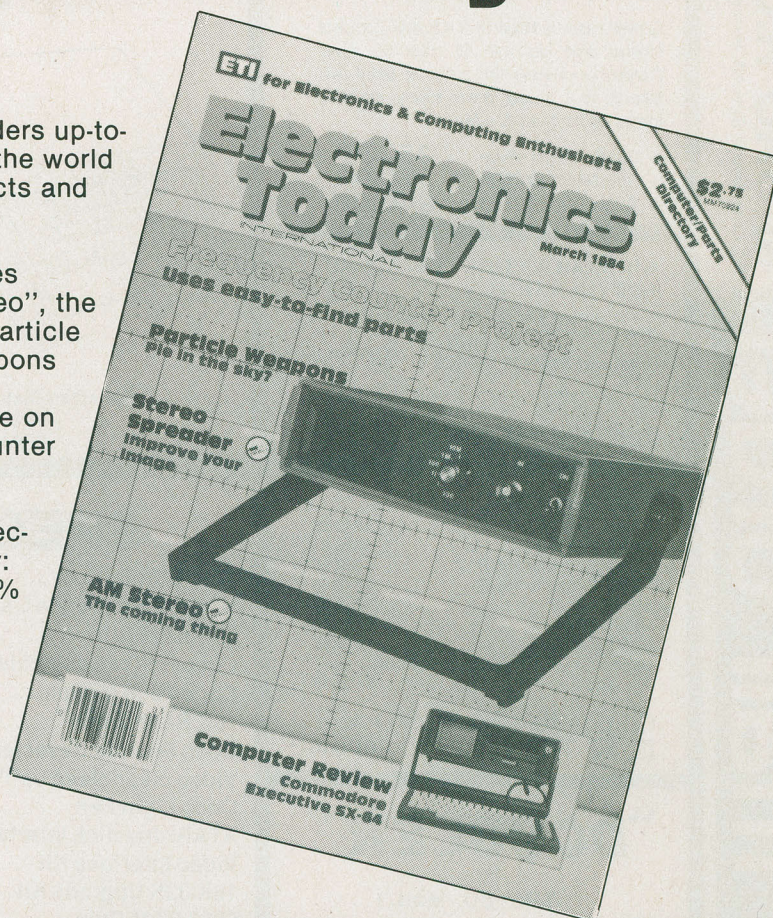 ders up-to-
the world
cts and
es
eo”, the
article
pons
e on
unter
ec-
:
%
ETI for Electronics & Computing Enthusiasts
Electronics
Today
INTERNATIONAL
March 1984
Computer/Parts
Directory
$2.75
MM70924
Frequency Counter Project
Uses easy-to-find parts
Particle Weapons
Pie in the sky?
Stereo
Spreader
Improve your
image
AM Stereo
The coming thing
Computer Review
Commodore
Executive SX-64